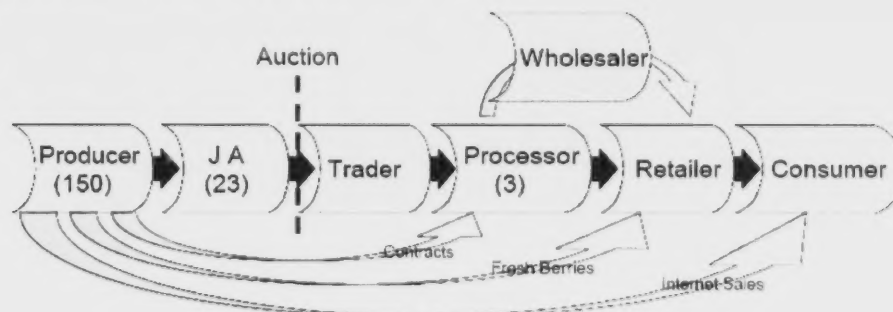 Wholesaler
Auction
Producer
(150)
J A
(23)
Trader
Processor
(3)
Retailer
Consumer
Contracts
Fresh Berries
Internet Sales